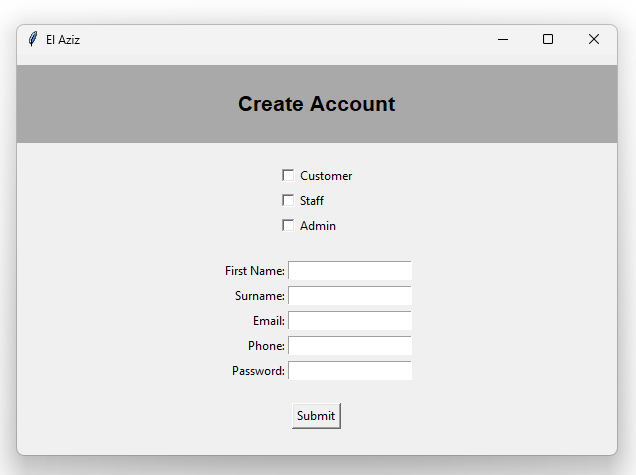 El Aziz
Create Account
Customer
Staff
Admin
First Name:
Surname:
Email:
Phone:
Password:
Submit